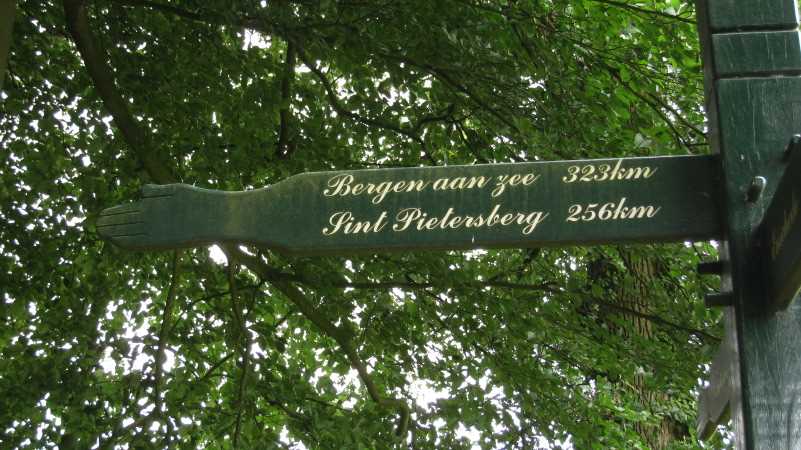 Bergen aan zee 323km
Sint Pietersberg 256km